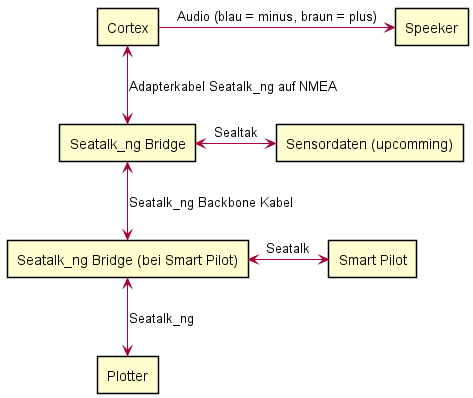 Cortex
Audio (blau = minus, braun = plus)
Speeker
Adapterkabel Seatalk_ng auf NMEA
Seatalk_ng Bridge
Sealtak
Sensordaten (upcomming)
Seatalk_ng Backbone Kabel
Seatalk_ng Bridge (bei Smart Pilot)
Seatalk
Smart Pilot
Seatalk_ng
Plotter